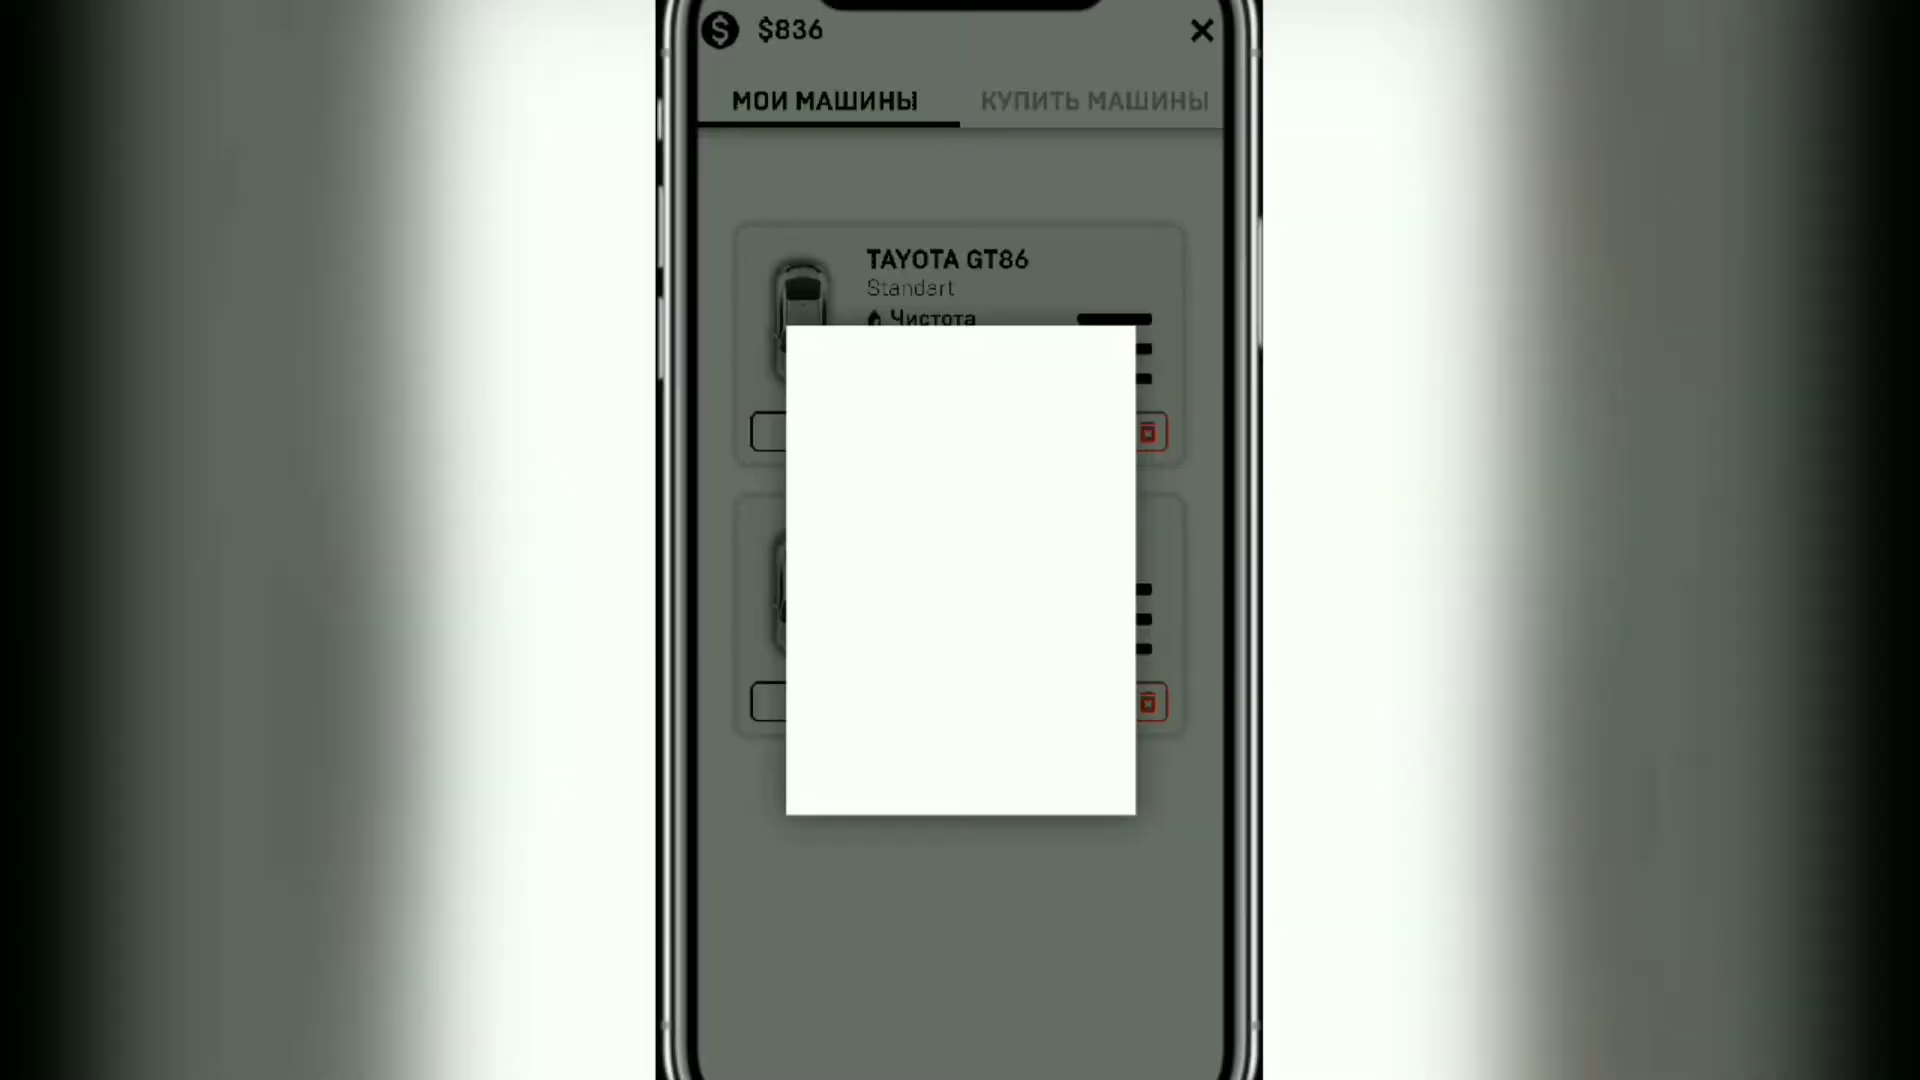 $836
МОИ МАШИНЫ
КУПИТЬ МАШИНЫ
TAYOTA GT86
Standart
Чистота